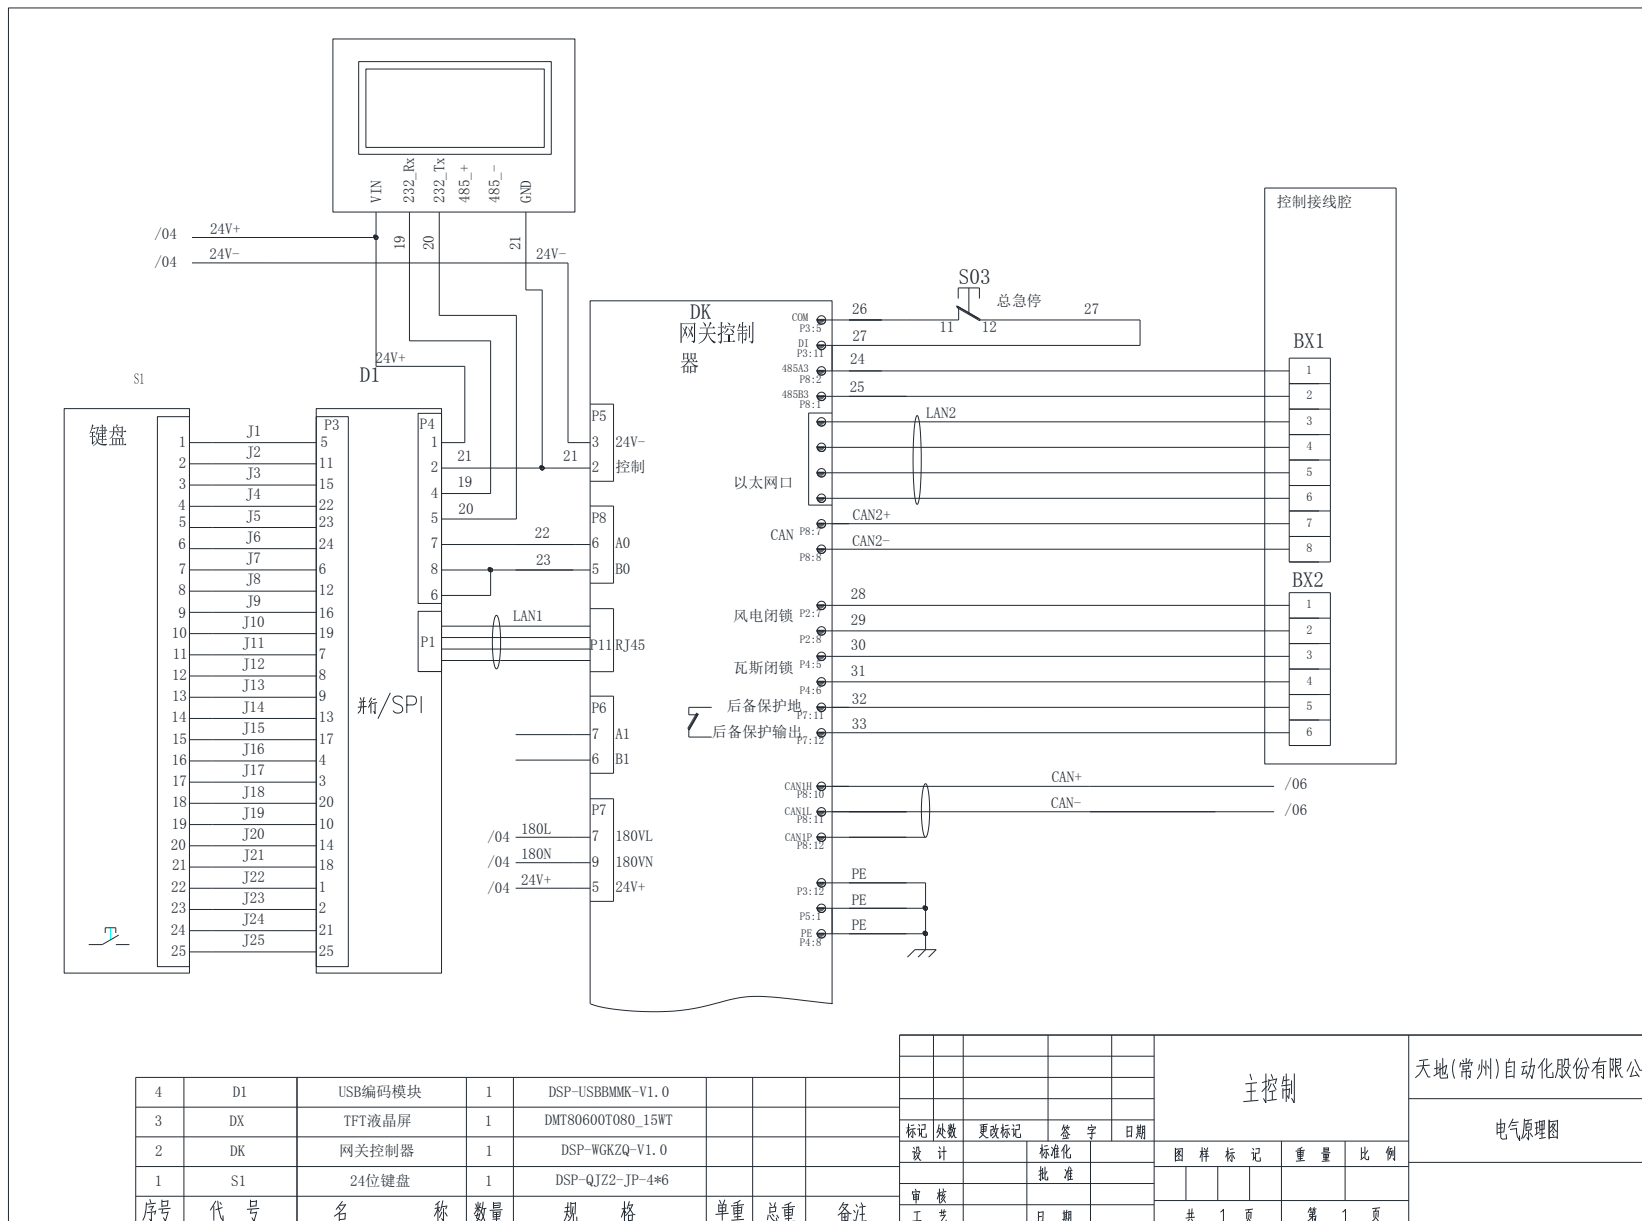 VIN
232_Rx
232_Tx
485_+
485_-
GND
/04 24V+
/04 24V-
19
20
21
24V-
24V+
D1
S1
键盘
1 J1 5
2 J2 11
3 J3 15
4 J4 22
5 J5 23
6 J6 24
7 J7 6
8 J8 12
9 J9 16
10 J10 19
11 J11 7
12 J12 8
13 J13 9
14 J14 13
15 J15 17
16 J16 4
17 J17 3
18 J18 20
19 J19 10
20 J20 14
21 J21 18
22 J22 1
23 J23 2
24 J24 21
25 J25 25
P3
P4
1
2 21
4 19
5 20
7 22
8 23
6
P1 LAN1
并行/SPI
DK
网关控制
器
P5
3 24V-
21 2 控制
P8
6 A0
5 B0
P11 RJ45
P6
7 A1
6 B1
P7
/04 180L 7 180VL
/04 180N 9 180VN
/04 24V+ 5 24V+
COM P3:5 26
S03
总急停
11 12
27
DI P3:11 27
485A3 P8:2 24
485B3 P8:1 25
LAN2
以太网口
CAN P8:7 CAN2+
P8:8 CAN2-
风电闭锁 P2:7 28
P2:8 29
瓦斯闭锁 P4:5 30
P4:6 31
后备保护地 P7:11 32
后备保护输出 P7:12 33
CAN1H P8:10 CAN+ /06
CAN1L P8:11 CAN- /06
CAN1P P8:12
P3:12 PE
P5:1 PE
PE P4:8 PE
控制接线腔
BX1
1
2
3
4
5
6
7
8
BX2
1
2
3
4
5
6
4 D1 USB编码模块 1 DSP-USBBMMK-V1.0
3 DX TFT液晶屏 1 DMT80600T080_15WT
2 DK 网关控制器 1 DSP-WGKZQ-V1.0
1 S1 24位键盘 1 DSP-QJZ2-JP-4*6
序号 代 号 名 称 数量 规 格 单重 总重 备注
标记 处数 更改标记 签 字 日期
设 计 标准化
批 准
审 核
工 艺 日 期
主控制
图 样 标 记 重 量 比 例
共 1 页 第 1 页
天地(常州)自动化股份有限公
电气原理图